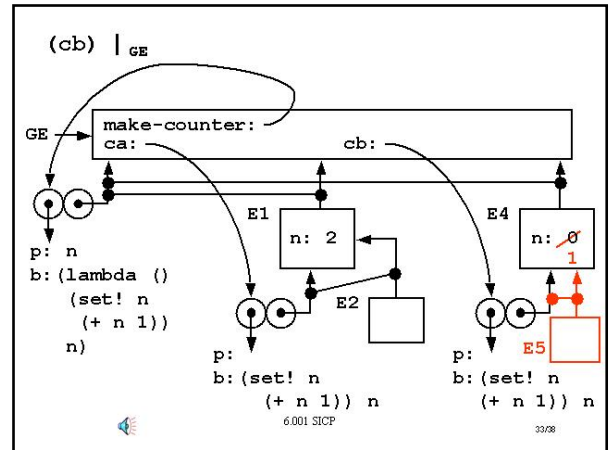 (cb) | GE
make-counter:
GE
ca:
cb:
E1
E4
n: 2
n: 0
1
p: n
b:(lambda ()
(set! n
(+ n 1))
n)
E2
E5
p:
b:(set! n
(+ n 1)) n
p:
b:(set! n
(+ n 1)) n
6.001 SICP
33/38